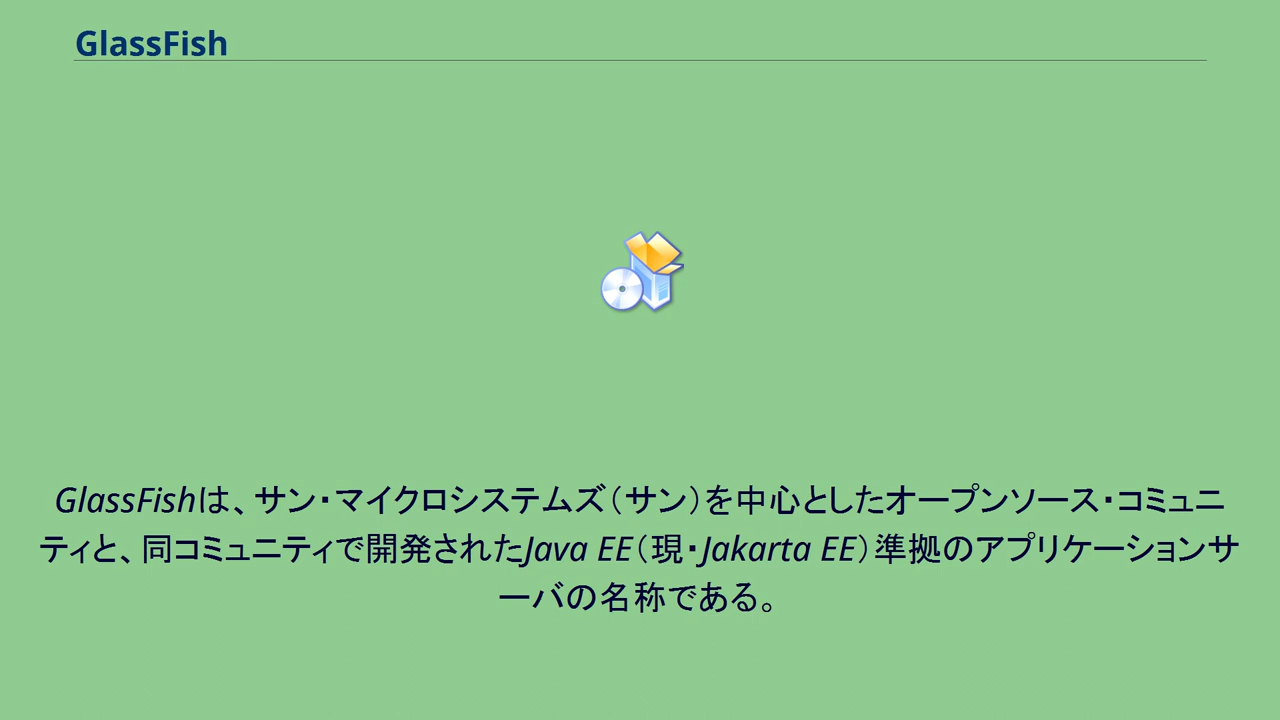 GlassFish
GlassFishは、サン・マイクロシステムズ（サン）を中心としたオープンソース・コミュニ
ティと、同コミュニティで開発されたJava EE（現・Jakarta EE）準拠のアプリケーションサ
ーバの名称である。